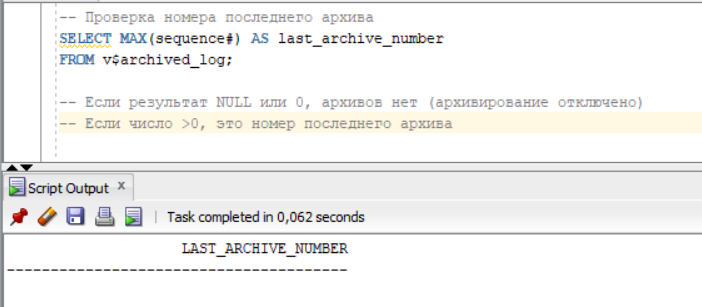 -- Проверка номера последнего архива
SELECT MAX(sequence#) AS last_archive_number
FROM v$archived_log;
-- Если результат NULL или 0, архивов нет (архивирование отключено)
-- Если число >0, это номер последнего архива
Script Output x
Task completed in 0,062 seconds
LAST_ARCHIVE_NUMBER
---------------------------------------